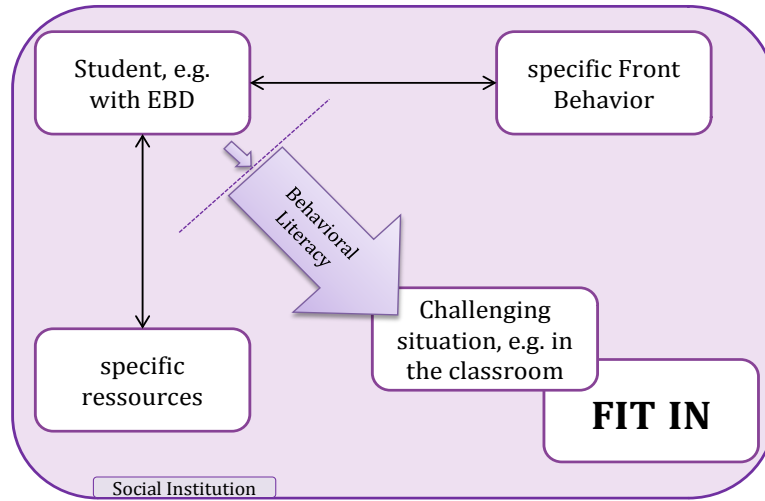 Student, e.g.
with EBD
specific Front
Behavior
Behavioral
Literacy
Challenging
situation, e.g. in
the classroom
specific
ressources
FIT IN
Social Institution